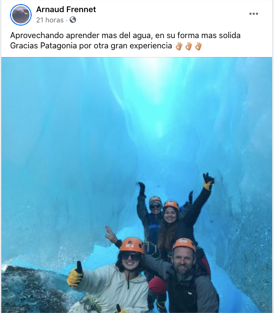 Arnaud Frennet
21 horas ·
Aprovechando aprender mas del agua, en su forma mas solida
Gracias Patagonia por otra gran experiencia 👌🏼👌🏼👌🏼